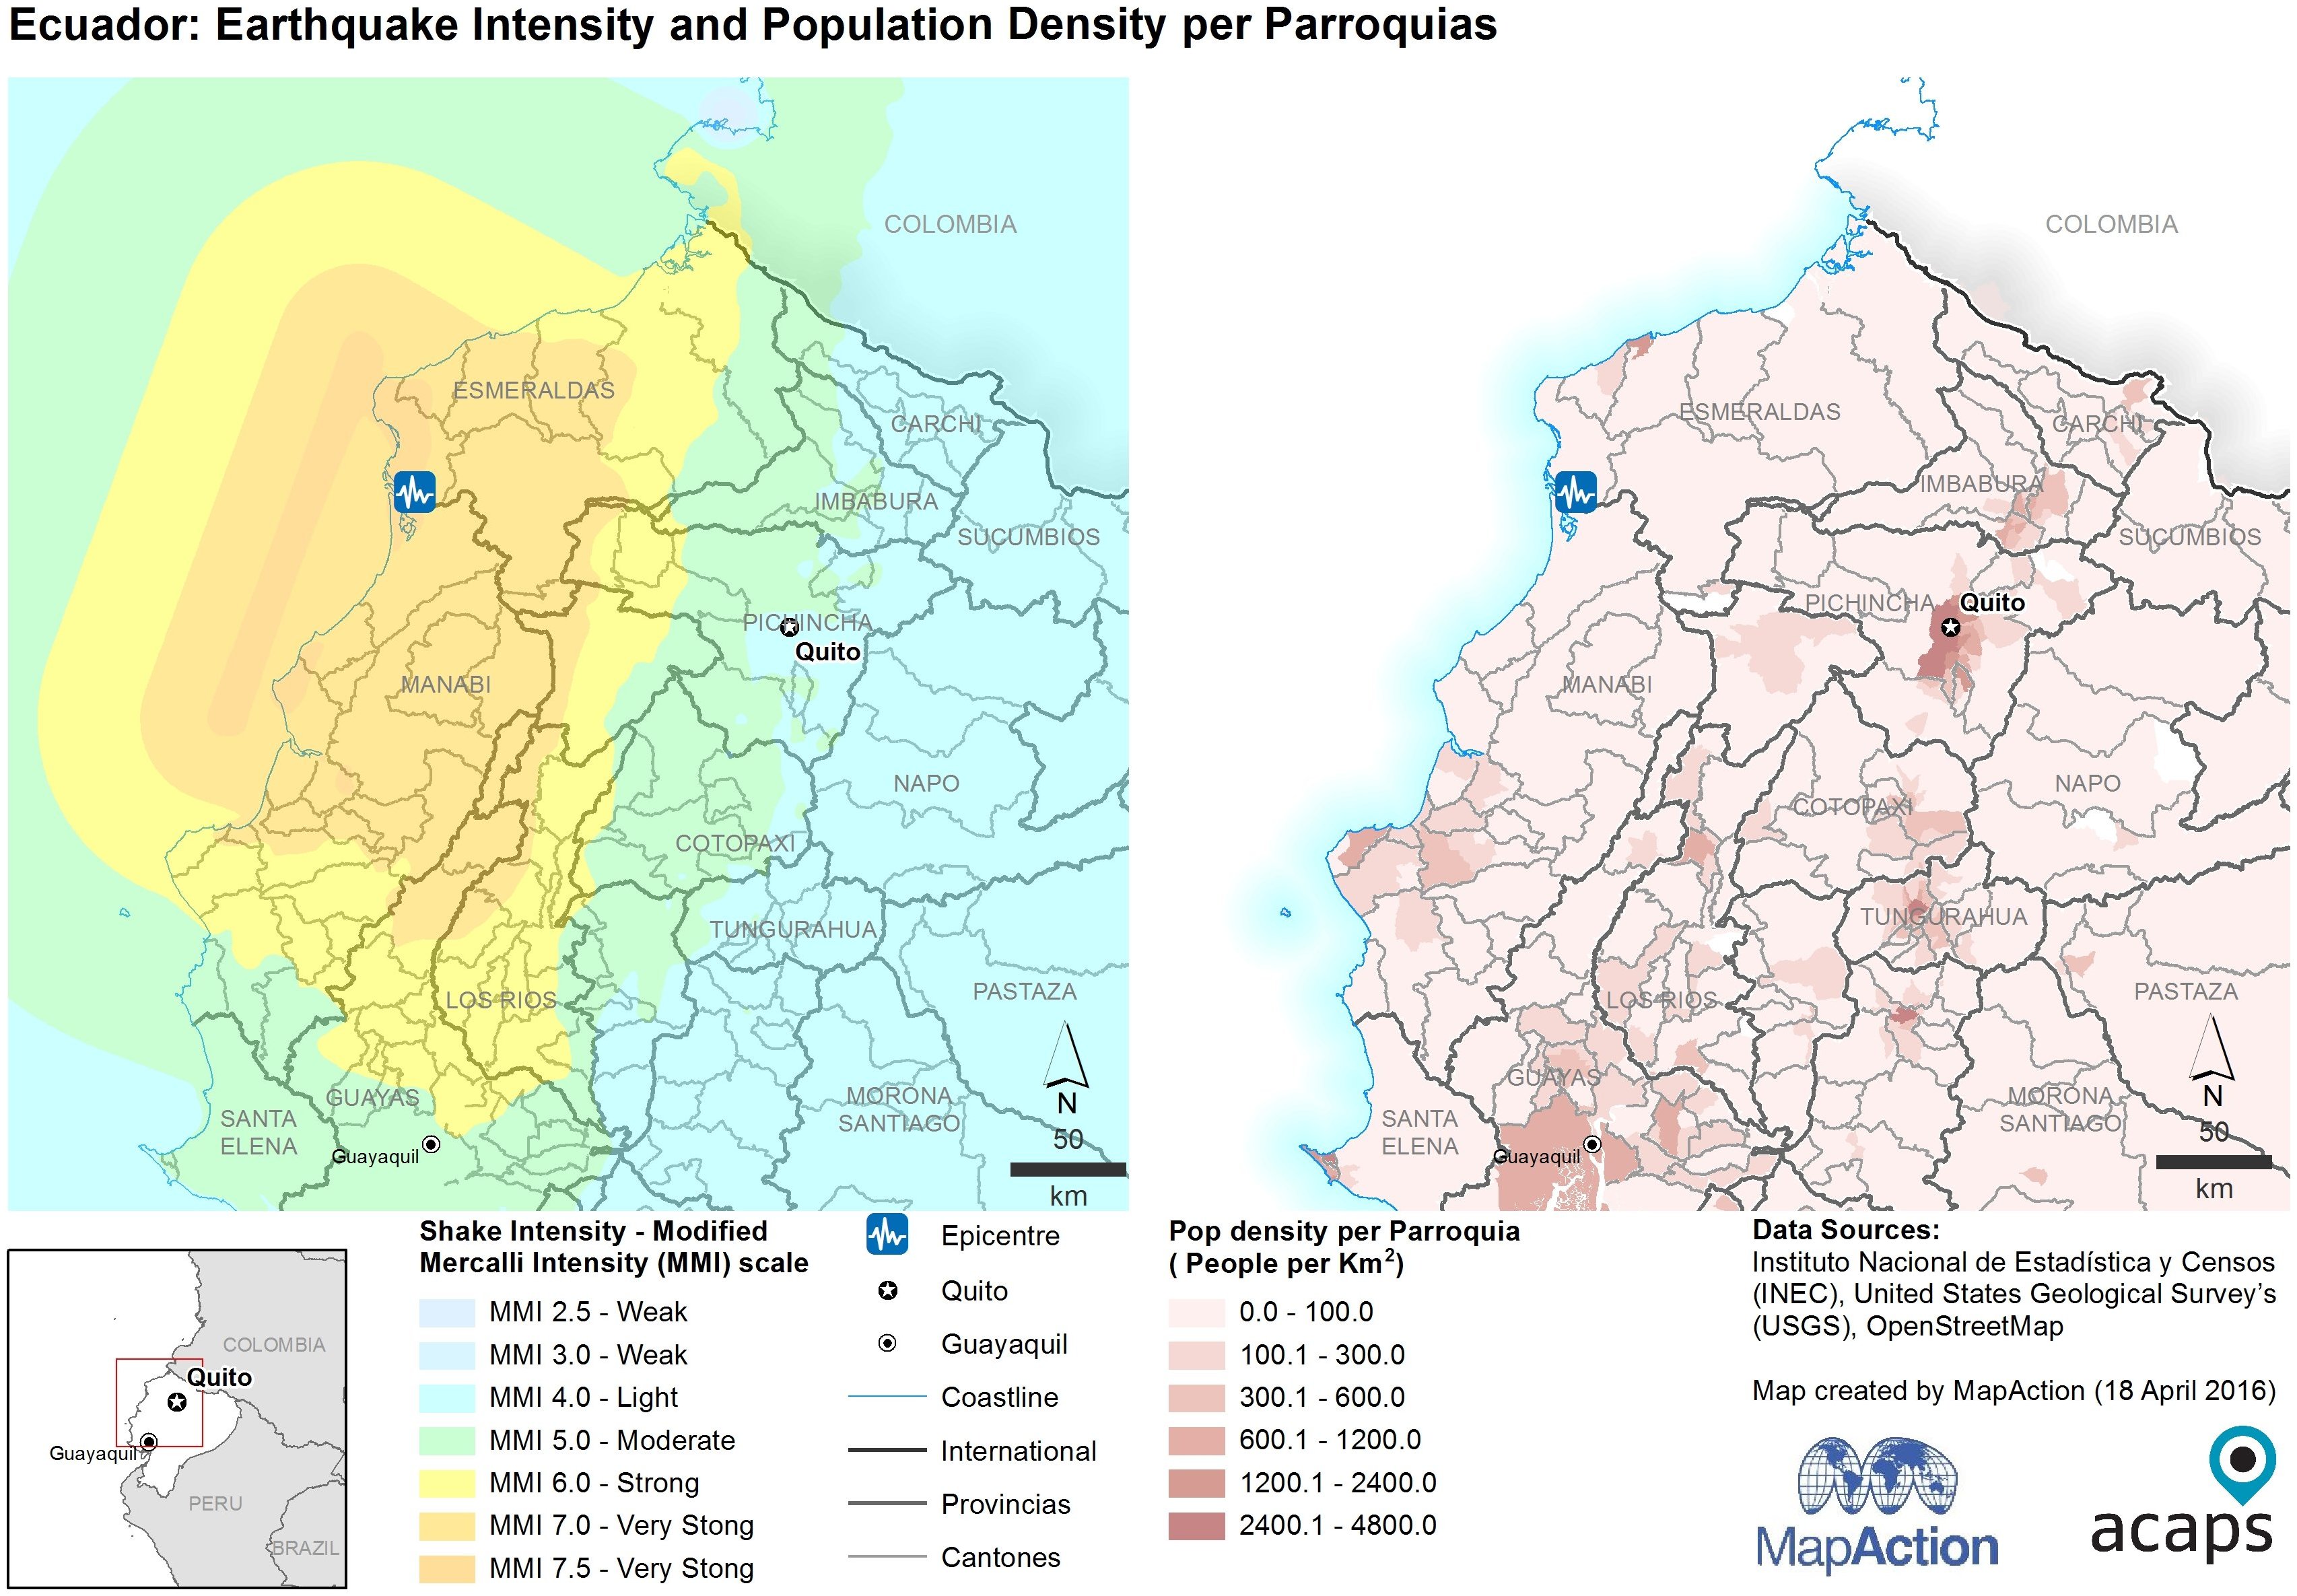 Ecuador: Earthquake Intensity and Population Density per Parroquias
COLOMBIA
ESMERALDAS
CARCHI
IMBABURA
SUCUMBIOS
PICHINCHA
Quito
MANABI
NAPO
COTOPAXI
TUNGURAHUA
PASTAZA
LOS RIOS
GUAYAS
SANTA
ELENA
MORONA
SANTIAGO
Guayaquil
N
50
km
COLOMBIA
ESMERALDAS
CARCHI
IMBABURA
SUCUMBIOS
PICHINCHA
Quito
MANABI
NAPO
COTOPAXI
TUNGURAHUA
PASTAZA
LOS RIOS
GUAYAS
SANTA
ELENA
MORONA
SANTIAGO
Guayaquil
N
50
km
COLOMBIA
Quito
Guayaquil
PERU
BRAZIL
Shake Intensity - Modified
Mercalli Intensity (MMI) scale
MMI 2.5 - Weak
MMI 3.0 - Weak
MMI 4.0 - Light
MMI 5.0 - Moderate
MMI 6.0 - Strong
MMI 7.0 - Very Stong
MMI 7.5 - Very Stong
Epicentre
Quito
Guayaquil
Coastline
International
Provincias
Cantones
Pop density per Parroquia
( People per Km²)
0.0 - 100.0
100.1 - 300.0
300.1 - 600.0
600.1 - 1200.0
1200.1 - 2400.0
2400.1 - 4800.0
Data Sources:
Instituto Nacional de Estadística y Censos
(INEC), United States Geological Survey’s
(USGS), OpenStreetMap
Map created by MapAction (18 April 2016)
MapAction
acaps